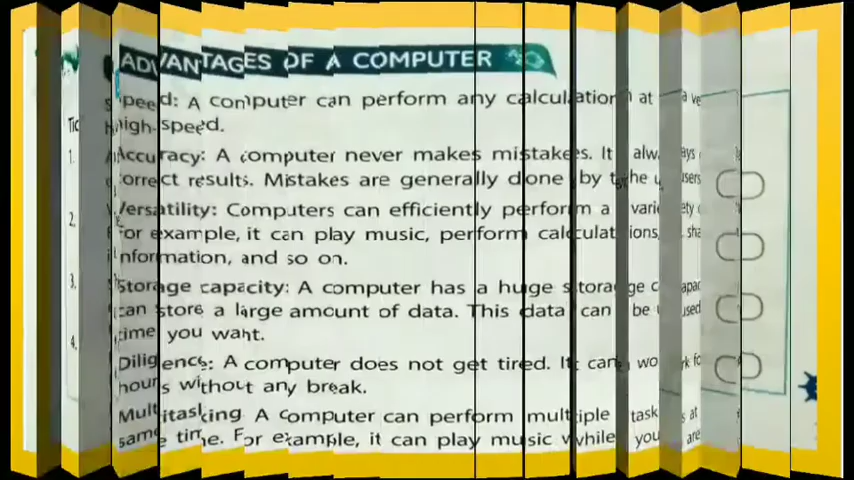 ADVANTAGES OF A COMPUTER
Speed: A computer can perform any calculation at a
high speed.
Accuracy: A computer never makes mistakes. It always
correct results. Mistakes are generally done by the users
Versatility: Computers can efficiently perform a variety
For example, it can play music, perform calculations,
information, and so on.
Storage capacity: A computer has a huge storage
can store a large amount of data. This data can be used
time you want.
Diligence: A computer does not get tired. It can work
hours without any break.
Multitasking A computer can perform multiple tasks at
same time. For example, it can play music while you are
1.
2.
3.
4.